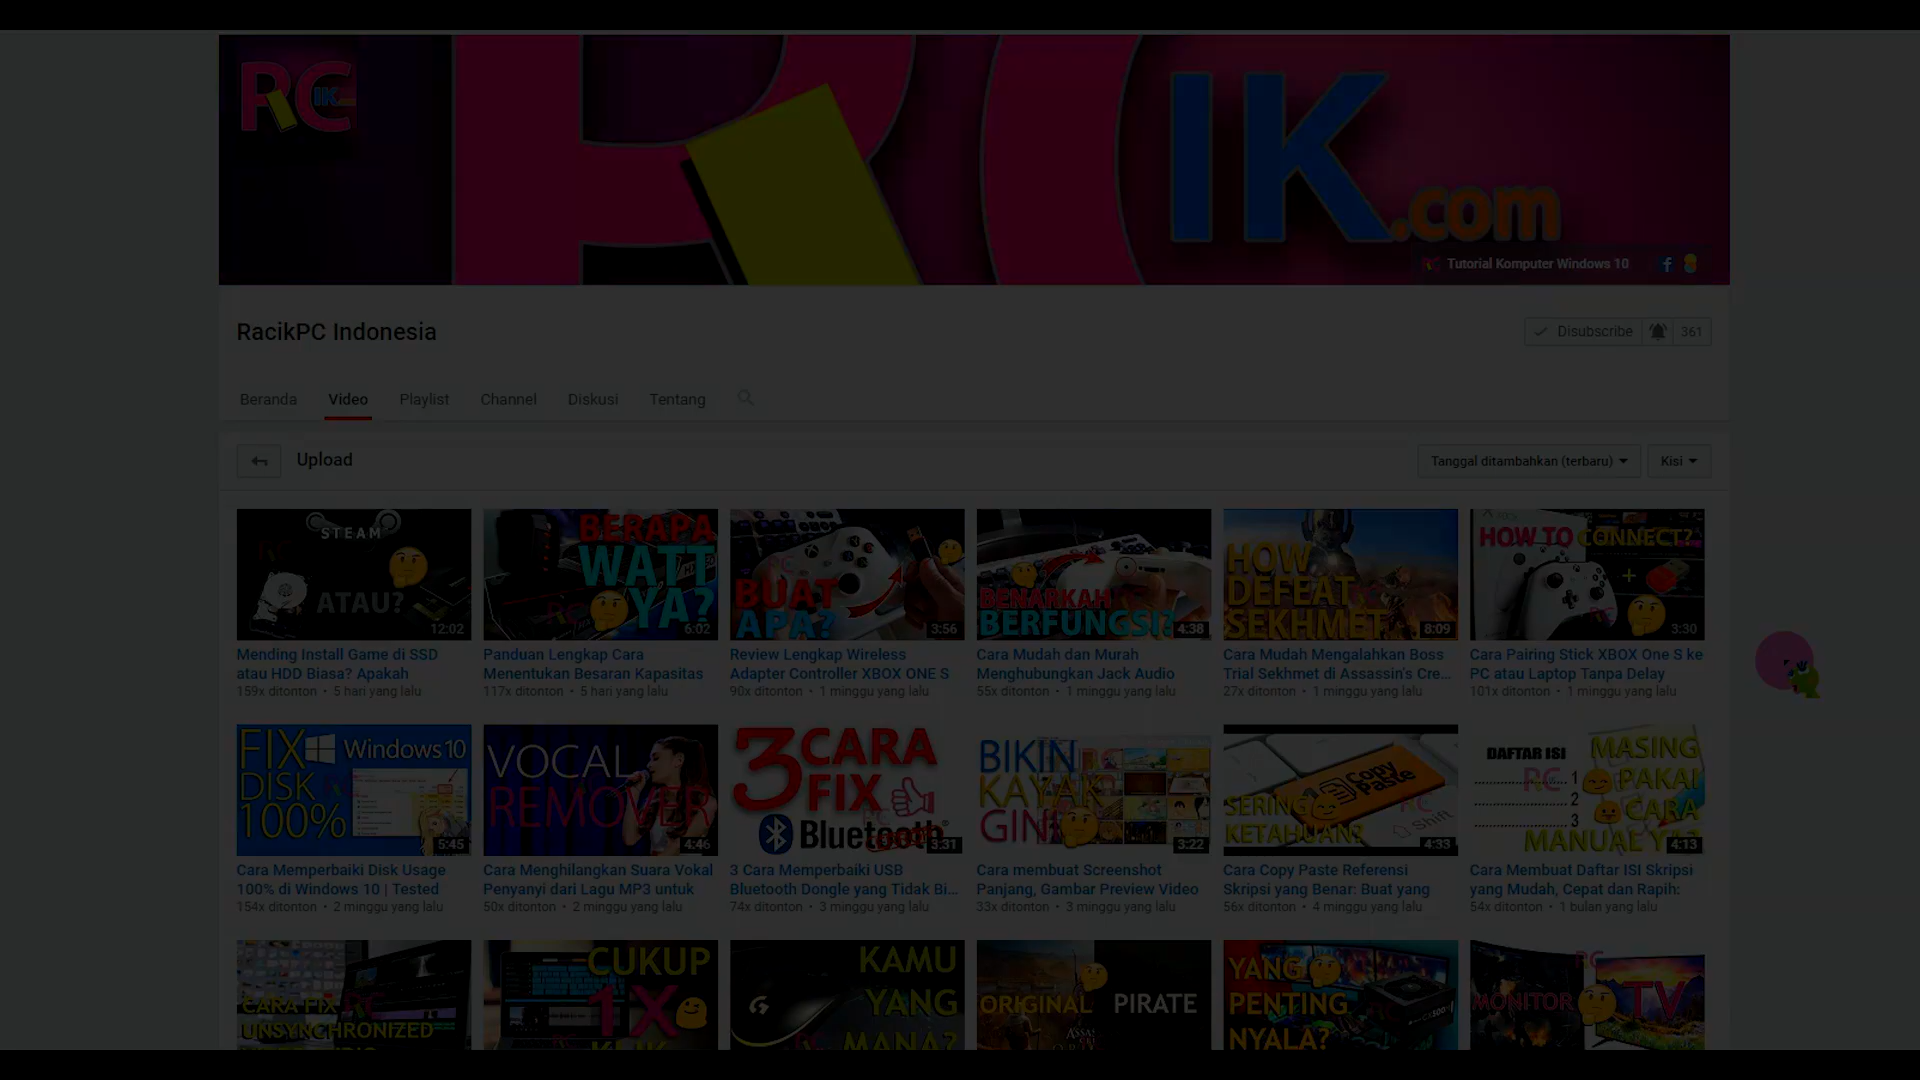 RC IK
RC IK.com
Tutorial Komputer Windows 10
RacikPC Indonesia
Disubscribe 361
Beranda Video Playlist Channel Diskusi Tentang
Upload
Tanggal ditambahkan (terbaru) Kisi
STEAM
ATAU?
12:02
BERAPA
WATT
YA?
6:02
BUAT
APA?
3:56
BENARKAH
BERFUNGSI?
4:38
HOW
DEFEAT
SEKHMET
8:09
HOW TO CONNECT?
+
3:30
Mending Install Game di SSD
atau HDD Biasa? Apakah
159x ditonton • 5 hari yang lalu
Panduan Lengkap Cara
Menentukan Besaran Kapasitas
117x ditonton • 5 hari yang lalu
Review Lengkap Wireless
Adapter Controller XBOX ONE S
90x ditonton • 1 minggu yang lalu
Cara Mudah dan Murah
Menghubungkan Jack Audio
55x ditonton • 1 minggu yang lalu
Cara Mudah Mengalahkan Boss
Trial Sekhmet di Assassin's Cre...
27x ditonton • 1 minggu yang lalu
Cara Pairing Stick XBOX One S ke
PC atau Laptop Tanpa Delay
101x ditonton • 1 minggu yang lalu
FIX Windows 10
DISK
100%
5:45
VOCAL
REMOVER
4:46
3 CARA
FIX
Bluetooth
3:31
BIKIN
KAYAK
GINI
3:22
Copy
Paste
SERING
KETAHUAN?
Shift
4:33
DAFTAR ISI
1
2
3
MASING
PAKAI
CARA
MANUAL YA?
4:13
Cara Memperbaiki Disk Usage
100% di Windows 10 | Tested
154x ditonton • 2 minggu yang lalu
Cara Menghilangkan Suara Vokal
Penyanyi dari Lagu MP3 untuk
50x ditonton • 2 minggu yang lalu
3 Cara Memperbaiki USB
Bluetooth Dongle yang Tidak Bi...
74x ditonton • 3 minggu yang lalu
Cara membuat Screenshot
Panjang, Gambar Preview Video
33x ditonton • 3 minggu yang lalu
Cara Copy Paste Referensi
Skripsi yang Benar: Buat yang
56x ditonton • 4 minggu yang lalu
Cara Membuat Daftar ISI Skripsi
yang Mudah, Cepat dan Rapih:
54x ditonton • 1 bulan yang lalu
CARA FIX
UNSYNCHRONIZED
CUKUP
1X
KLIK
KAMU
YANG
MANA?
ORIGINAL PIRATE
YANG
PENTING
NYALA?
MONITOR TV